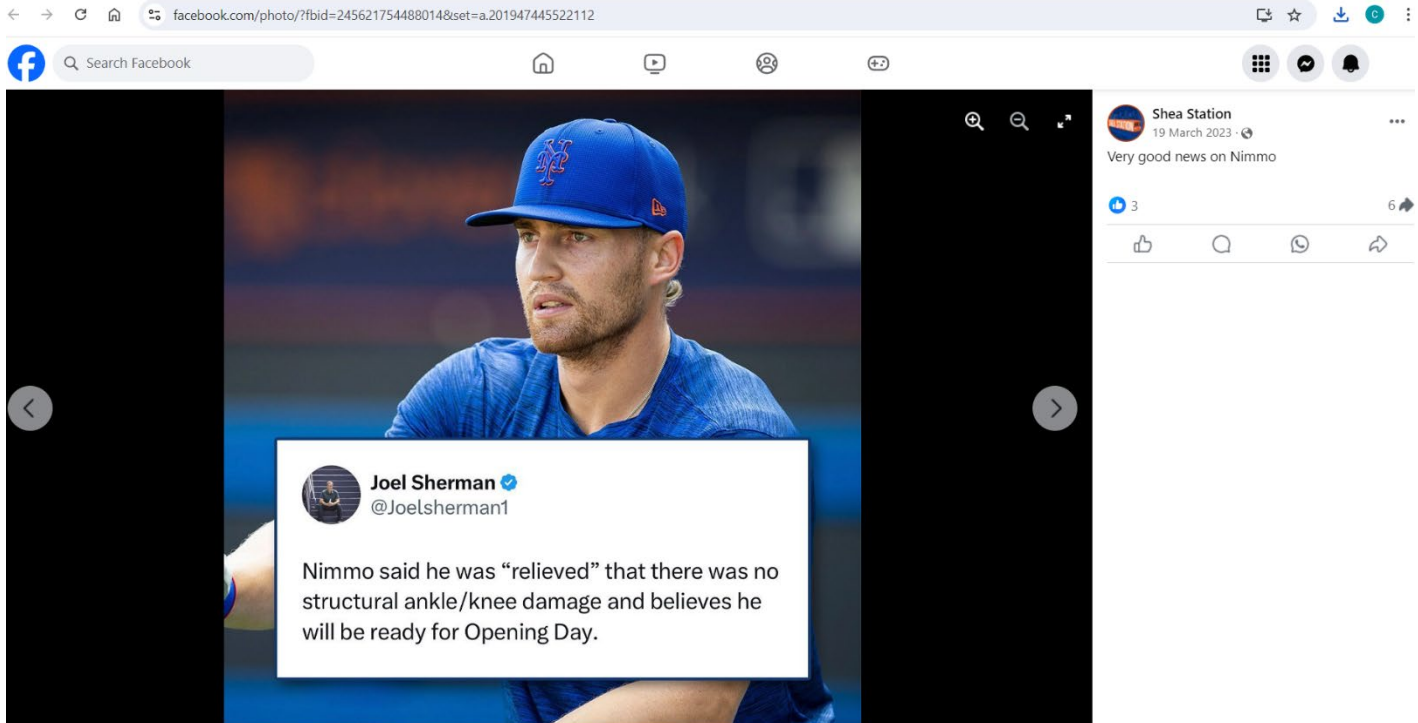 facebook.com/photo/?fbid=245621754488014&set=a.201947445522112
C
Search Facebook
NY
Shea Station
19 March 2023 ·
Very good news on Nimmo
3
6
Joel Sherman
@Joelsherman1
Nimmo said he was “relieved” that there was no
structural ankle/knee damage and believes he
will be ready for Opening Day.